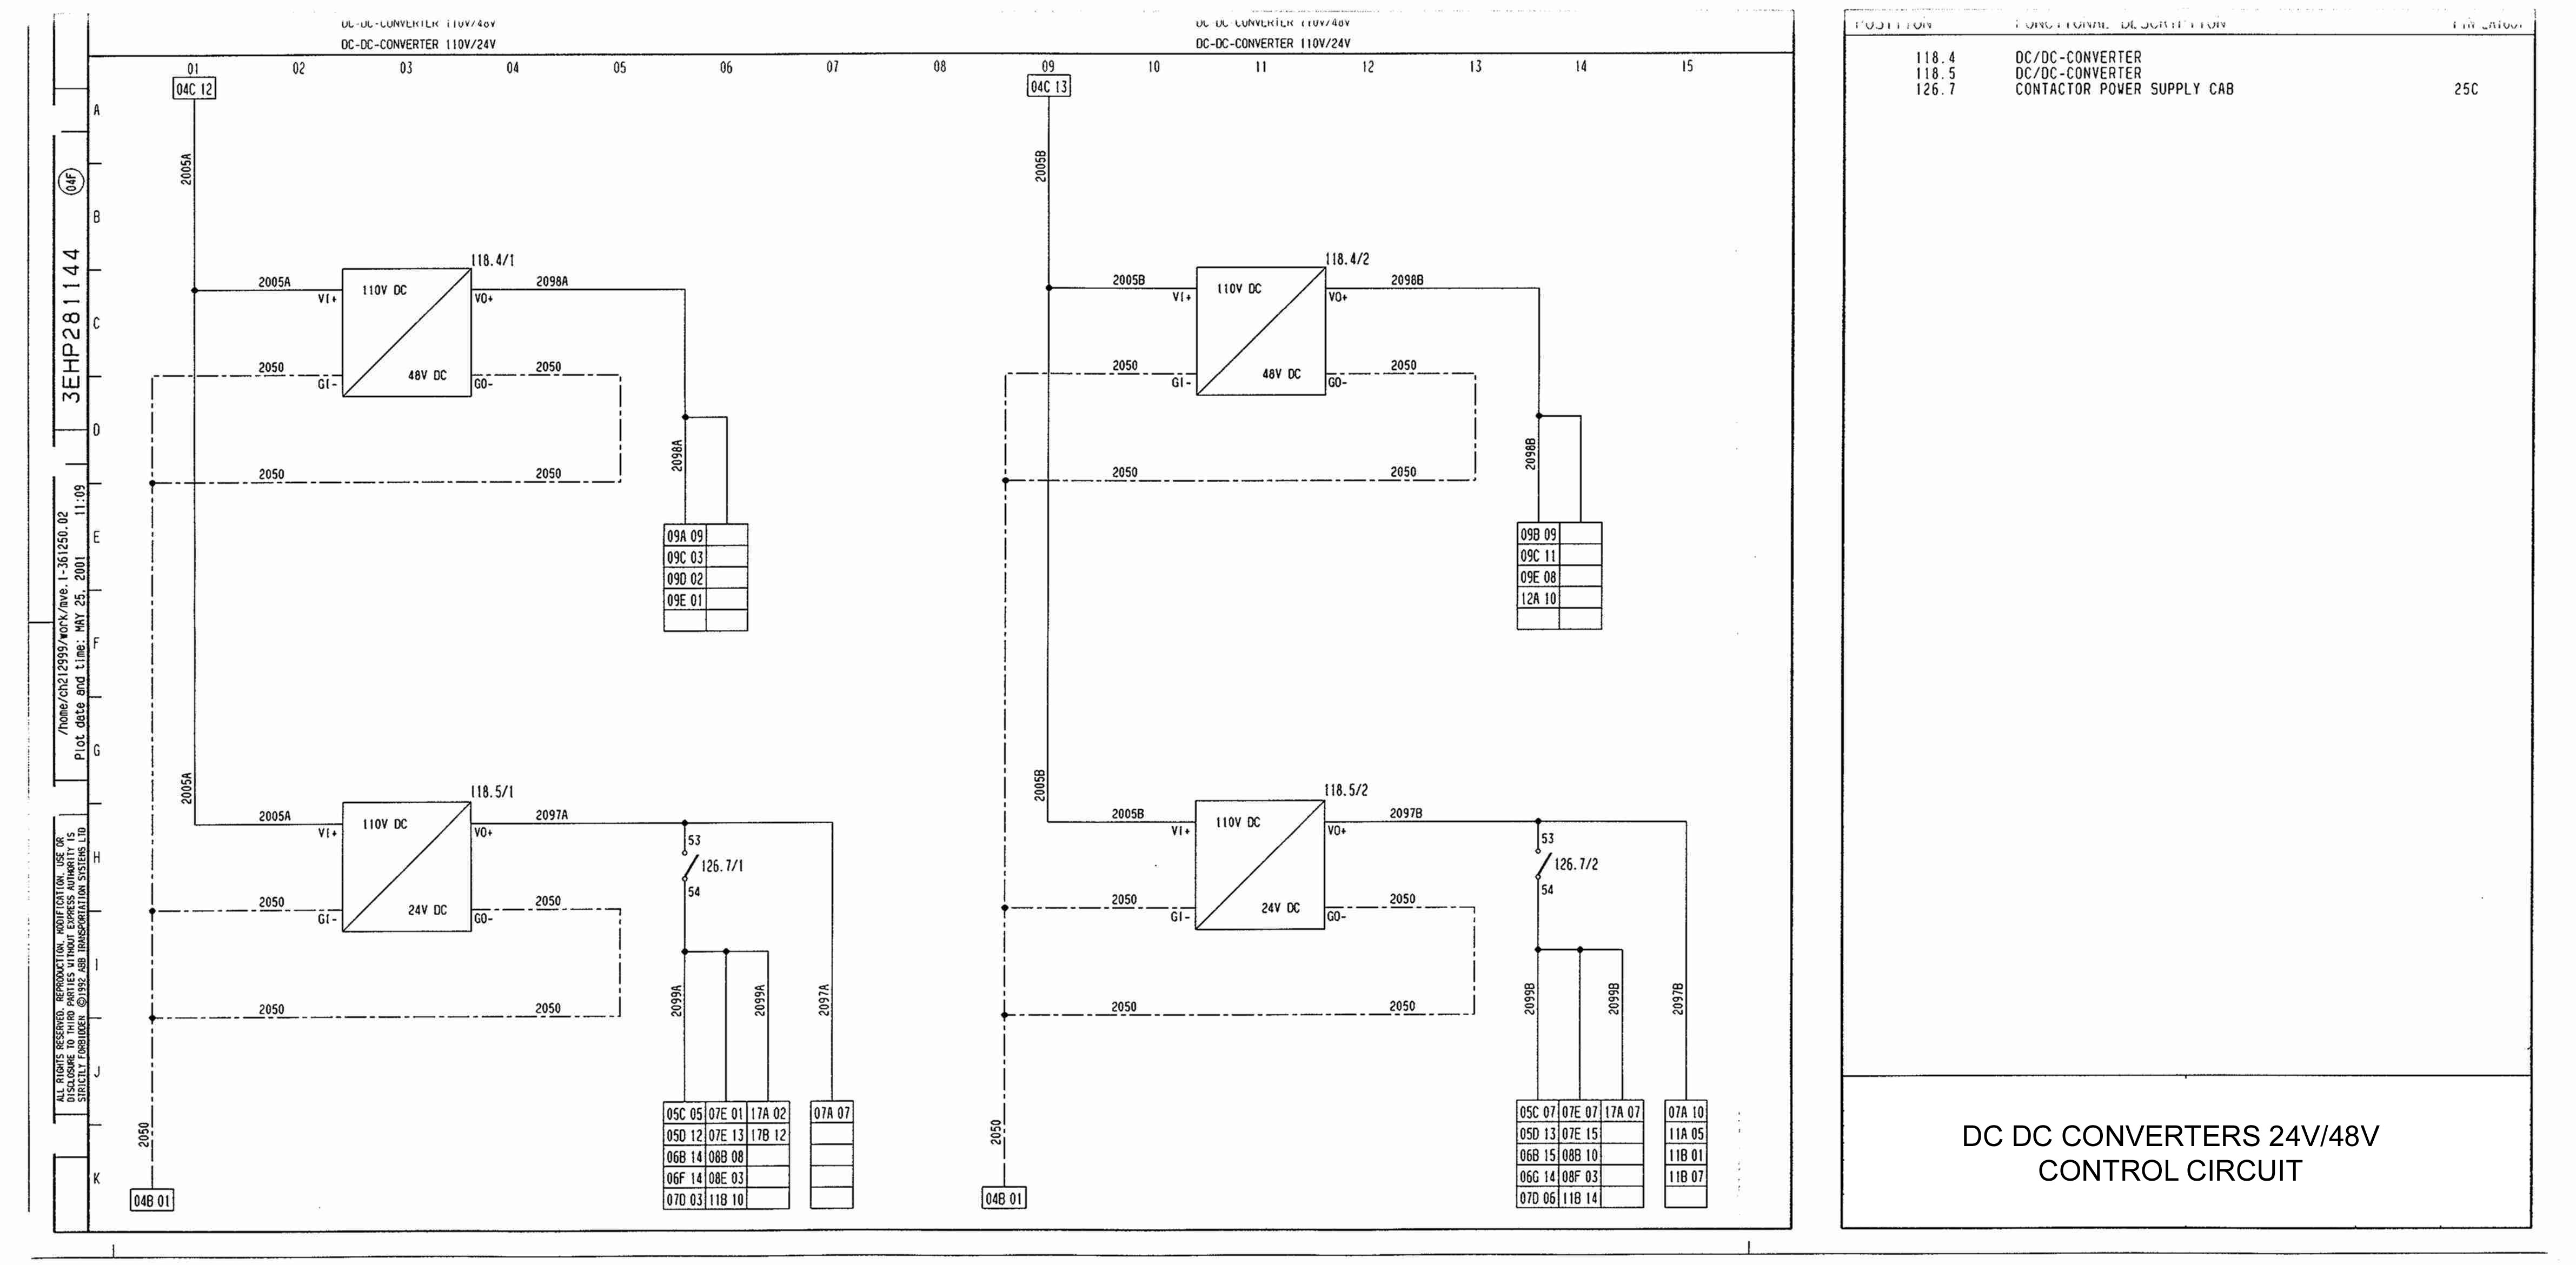 DC-DC-CONVERTER 110V/48V
DC-DC-CONVERTER 110V/24V
DC DC CONVERTER 110V/48V
DC-DC-CONVERTER 110V/24V
01 02 03 04 05 06 07 08 09 10 11 12 13 14 15
04C 12
04C 13
A
B
C
D
E
F
G
H
I
J
K
04F
3EHP281144
/home/ch212999/work/mve.1-361250.02
Plot date and time: MAY 25, 2001 11:09
ALL RIGHTS RESERVED. REPRODUCTION, MODIFICATION, USE OR
DISCLOSURE TO THIRD PARTIES WITHOUT EXPRESS AUTHORITY IS
STRICTLY FORBIDDEN ©1992 ABB TRANSPORTATION SYSTEMS LTD
2005A
118.4/1
2005A
VI+
110V DC
VO+
2098A
2050
GI-
48V DC
GO-
2050
2050
2050
2098A
09A 09
09C 03
09D 02
09E 01
2005A
118.5/1
2005A
VI+
110V DC
VO+
2097A
53
126.7/1
54
2050
GI-
24V DC
GO-
2050
2050
2050
2099A
2099A
2097A
2050
05C 05 07E 01 17A 02
05D 12 07E 13 17B 12
06B 14 08B 08
06F 14 08E 03
07D 03 11B 10
07A 07
04B 01
2005B
118.4/2
2005B
VI+
110V DC
VO+
2098B
2050
GI-
48V DC
GO-
2050
2050
2050
2098B
09B 09
09C 11
09E 08
12A 10
2005B
118.5/2
2005B
VI+
110V DC
VO+
2097B
53
126.7/2
54
2050
GI-
24V DC
GO-
2050
2050
2050
2099B
2099B
2097B
2050
05C 07 07E 07 17A 07
05D 13 07E 15
06B 15 08B 10
06G 14 08F 03
07D 06 11B 14
07A 10
11A 05
11B 01
11B 07
04B 01
POSITION FUNCTIONAL DESCRIPTION PIN LAYOUT
118.4 DC/DC-CONVERTER
118.5 DC/DC-CONVERTER
126.7 CONTACTOR POWER SUPPLY CAB 25C
DC DC CONVERTERS 24V/48V
CONTROL CIRCUIT